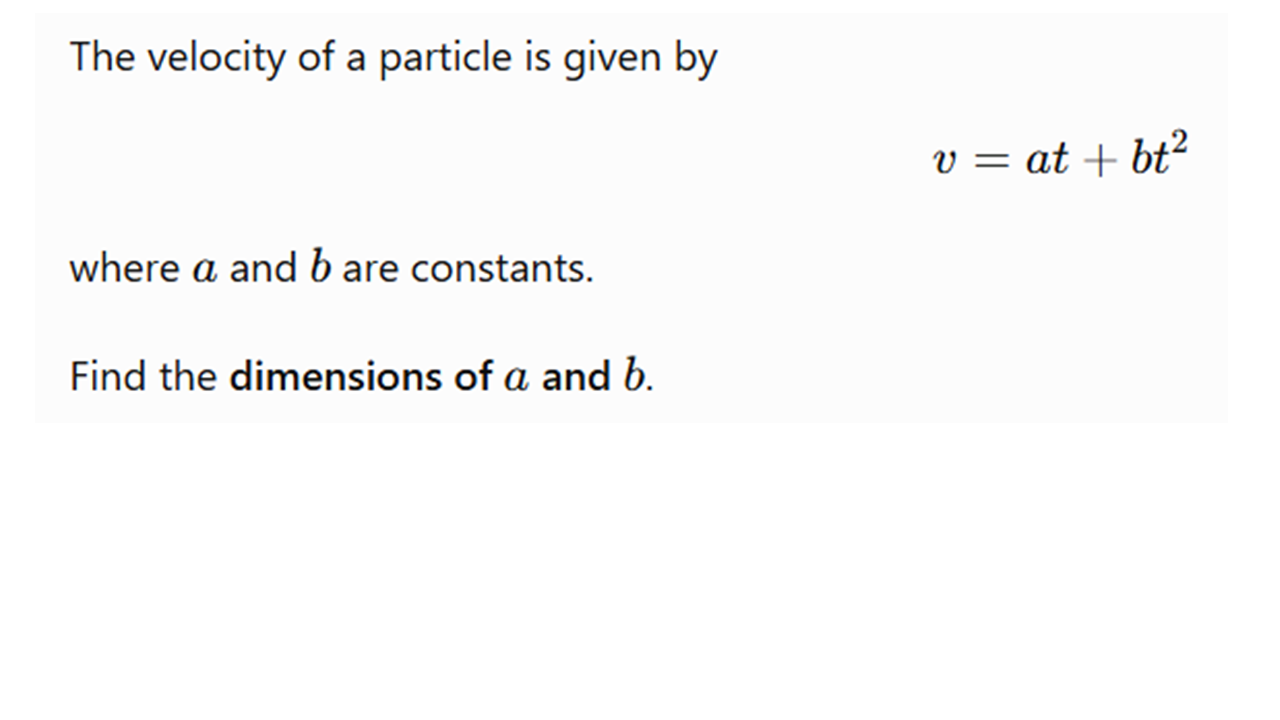 The velocity of a particle is given by
v = at + bt²
where a and b are constants.
Find the dimensions of a and b.